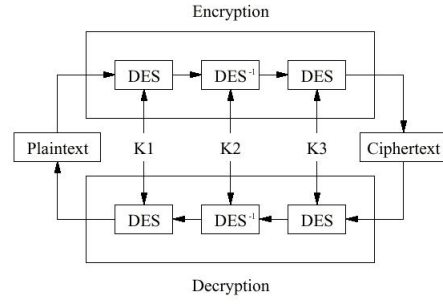 Encryption
DES DES⁻¹ DES
Plaintext K1 K2 K3 Ciphertext
DES DES⁻¹ DES
Decryption